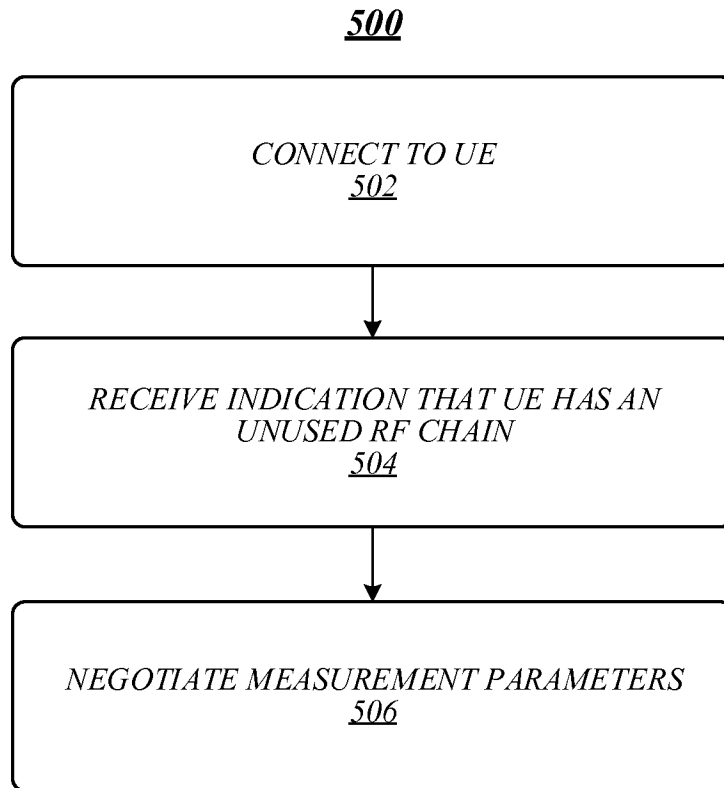 500
CONNECT TO UE
502
RECEIVE INDICATION THAT UE HAS AN
UNUSED RF CHAIN
504
NEGOTIATE MEASUREMENT PARAMETERS
506